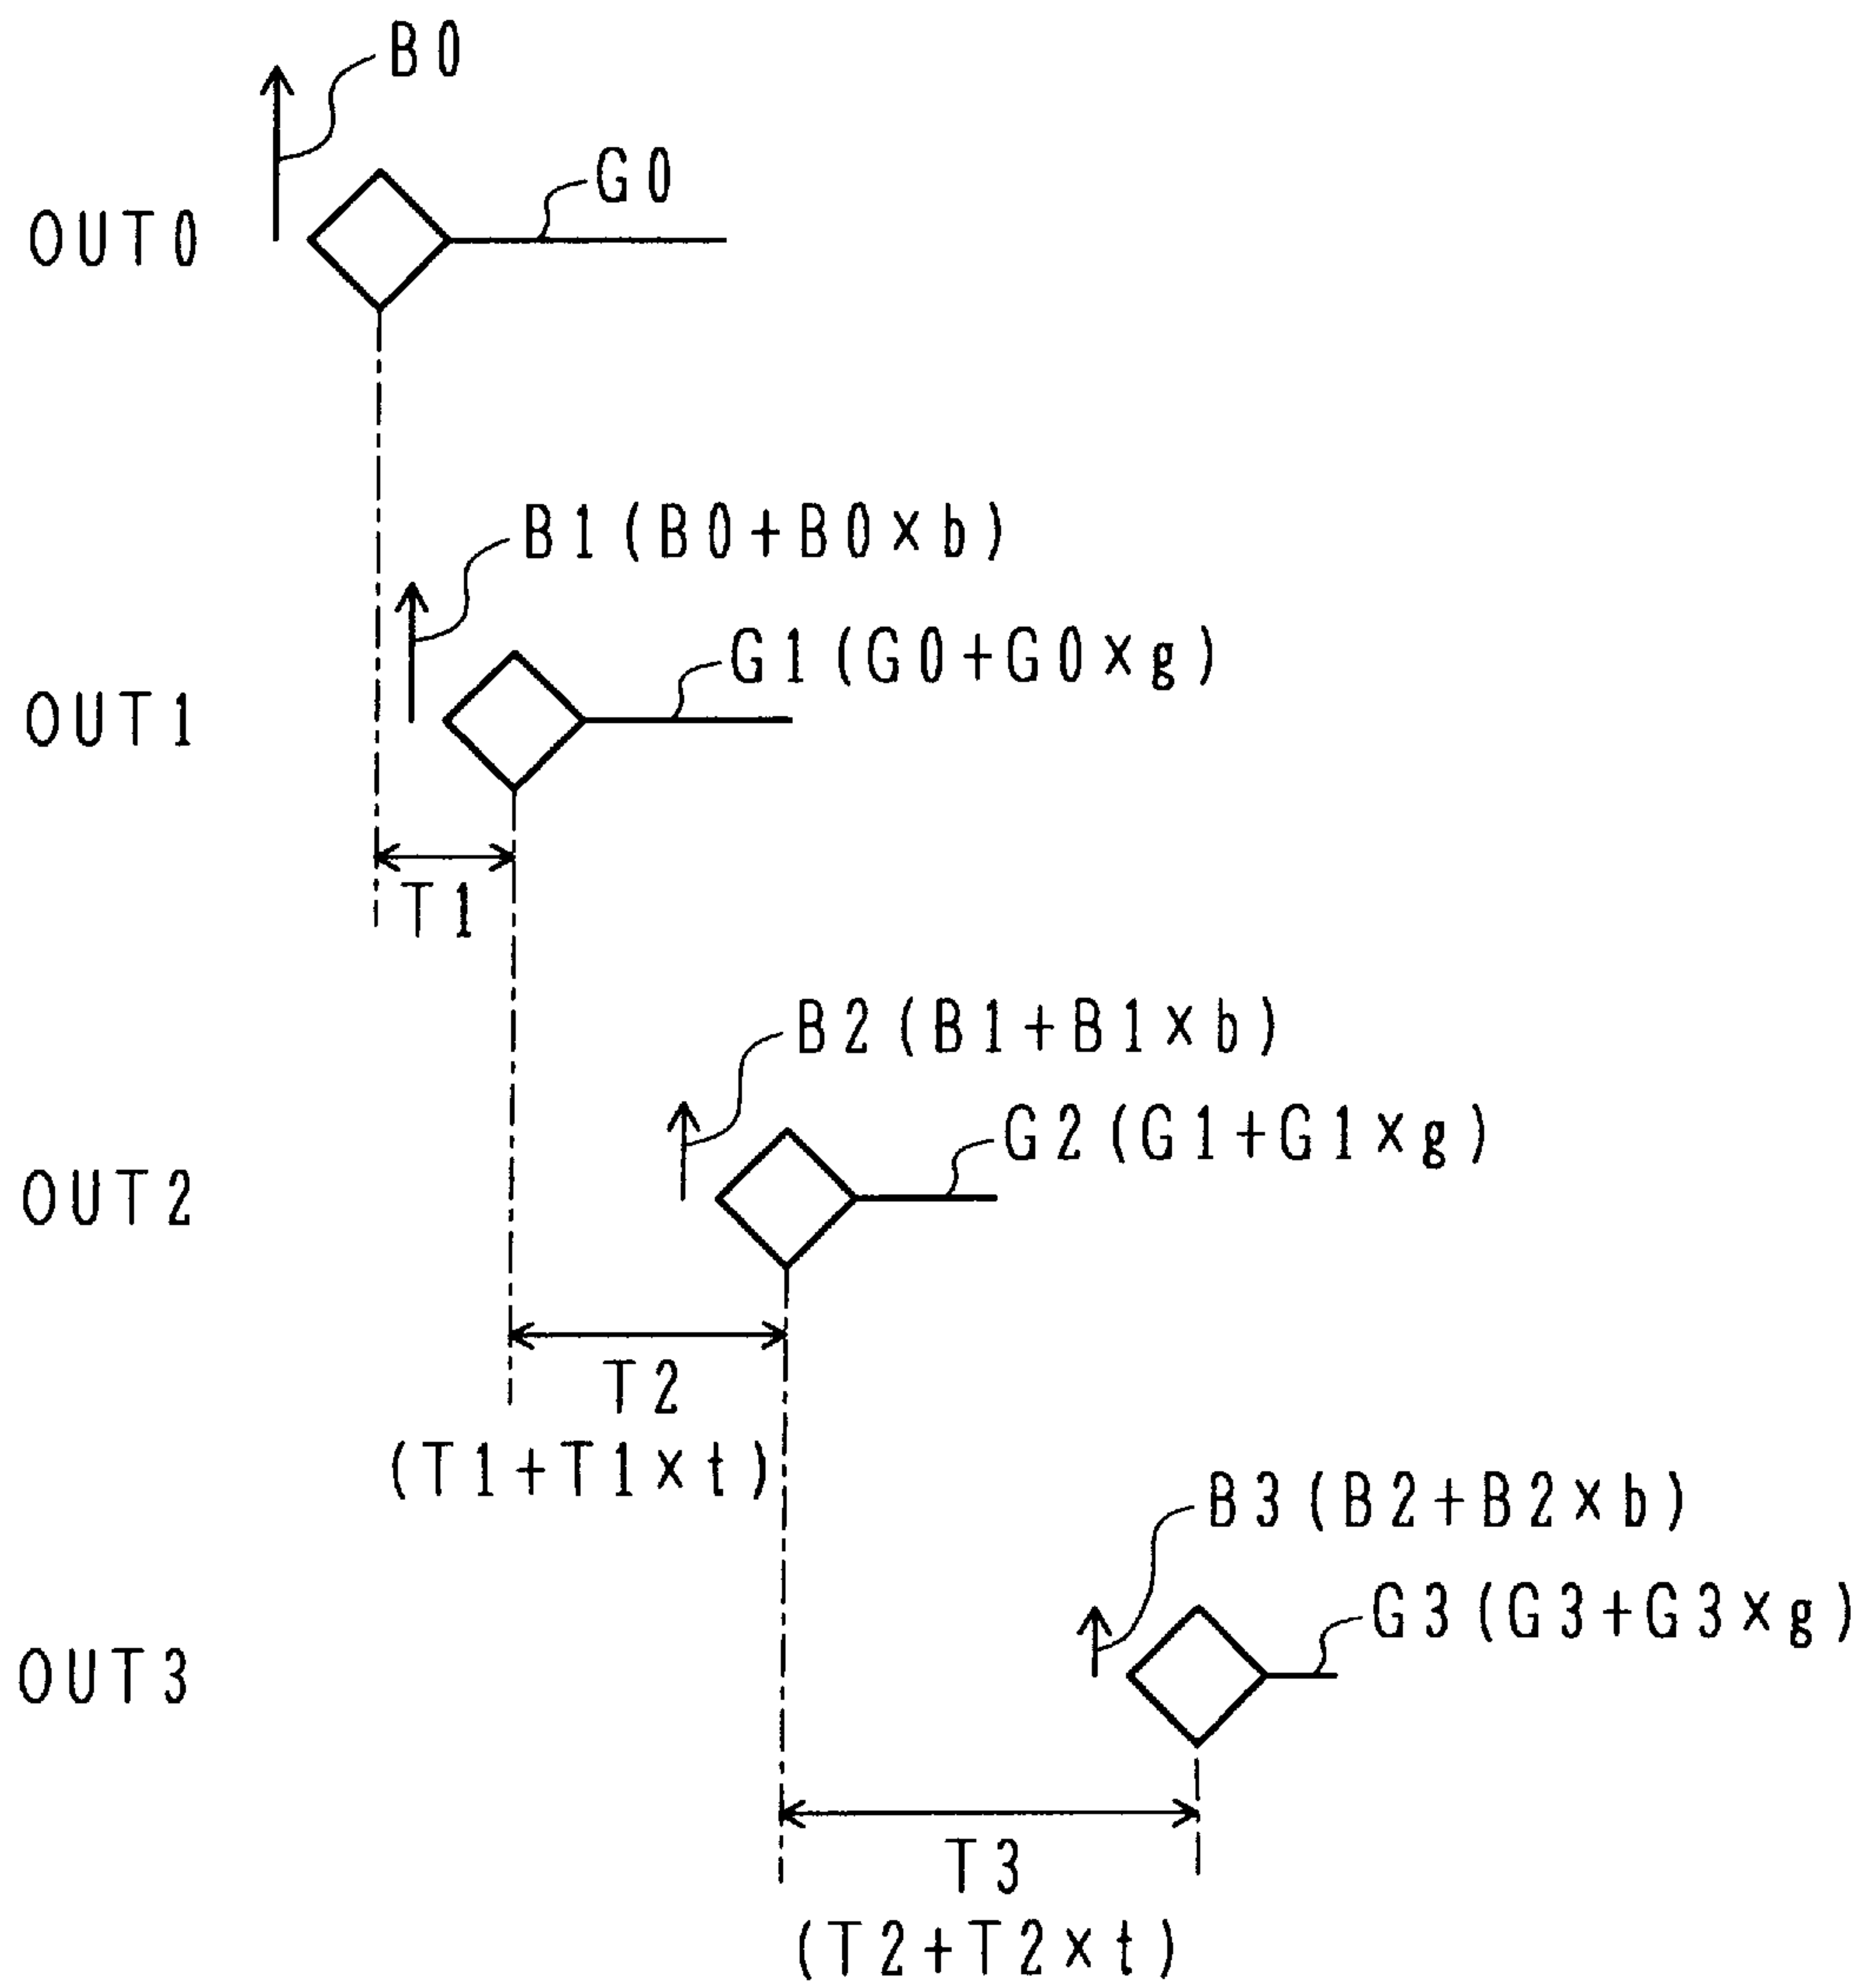 B0
G0
OUT0
B1(B0+B0×b)
G1(G0+G0×g)
OUT1
T1
B2(B1+B1×b)
G2(G1+G1×g)
OUT2
T2
(T1+T1×t)
B3(B2+B2×b)
G3(G3+G3×g)
OUT3
T3
(T2+T2×t)